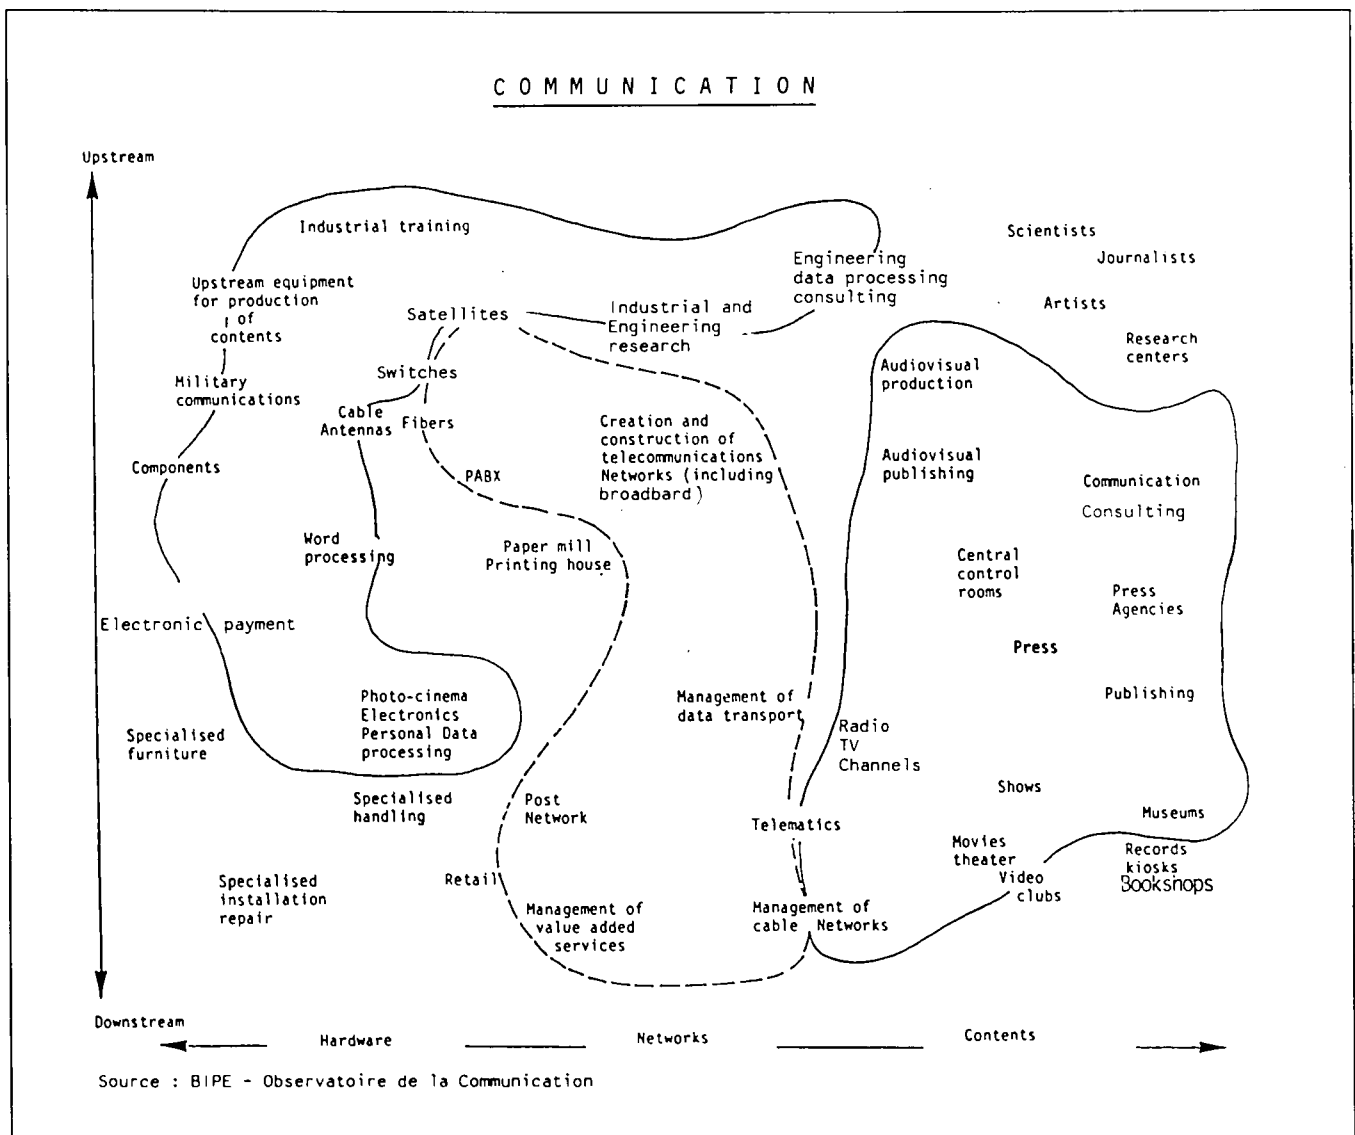 COMMUNICATION
Upstream
Industrial training
Scientists
Journalists
Engineering
data processing
consulting
Upstream equipment
for production
of
contents
Artists
Satellites
Industrial and
Engineering
research
Research
centers
Switches
Audiovisual
production
Military
communications
Cable
Antennas
Fibers
Creation and
construction of
telecommunications
Networks (including
broadbard)
Components
PABX
Audiovisual
publishing
Communication
Consulting
Word
processing
Paper mill
Printing house
Central
control
rooms
Press
Agencies
Electronic payment
Press
Photo-cinema
Electronics
Personal Data
processing
Management of
data transport
Publishing
Specialised
furniture
Radio
TV
Channels
Specialised
handling
Post
Network
Shows
Museums
Telematics
Movies
theater
Video
clubs
Records
kiosks
Bookshops
Specialised
installation
repair
Retail
Management of
value added
services
Management of
cable Networks
Downstream
Hardware
Networks
Contents
Source : BIPE - Observatoire de la Communication